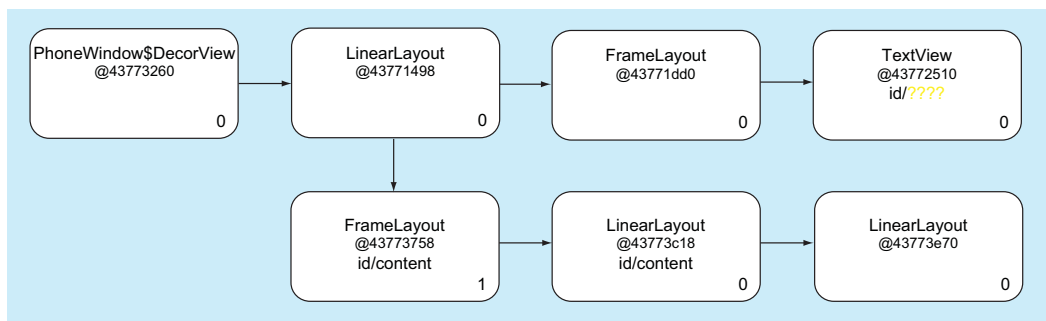 PhoneWindow$DecorView
@43773260
0
LinearLayout
@43771498
0
FrameLayout
@43771dd0
0
TextView
@43772510
id/????
0
FrameLayout
@43773758
id/content
1
LinearLayout
@43773c18
id/content
0
LinearLayout
@43773e70
0